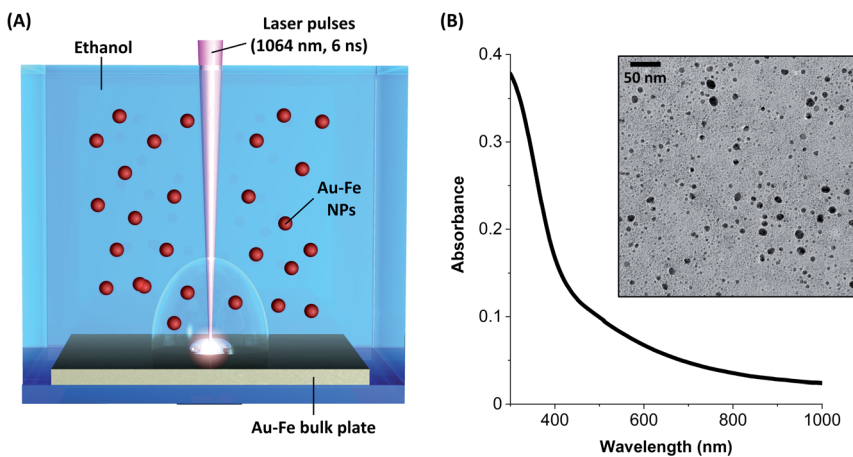 (A)
Laser pulses
(1064 nm, 6 ns)
Ethanol
Au-Fe
NPs
Au-Fe bulk plate
(B)
50 nm
0.4
0.3
0.2
0.1
0
400
600
800
1000
Absorbance
Wavelength (nm)